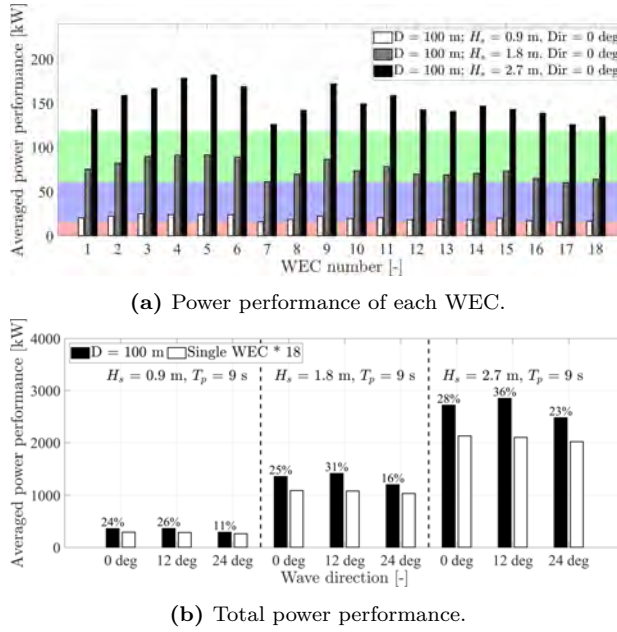 Averaged power performance [kW]
200
150
100
50
0
D = 100 m; Hs = 0.9 m, Dir = 0 deg
D = 100 m; Hs = 1.8 m. Dir = 0 deg
D = 100 m; Hs = 2.7 m, Dir = 0 deg
1 2 3 4 5 6 7 8 9 10 11 12 13 14 15 16 17 18
WEC number [-]
(a) Power performance of each WEC.
Averaged power performance [kW]
4000
3000
2000
1000
0
D = 100 m Single WEC * 18
Hs = 0.9 m, Tp = 9 s Hs = 1.8 m, Tp = 9 s Hs = 2.7 m, Tp = 9 s
24% 26% 11% 25% 31% 16% 28% 36% 23%
0 deg 12 deg 24 deg 0 deg 12 deg 24 deg 0 deg 12 deg 24 deg
Wave direction [-]
(b) Total power performance.